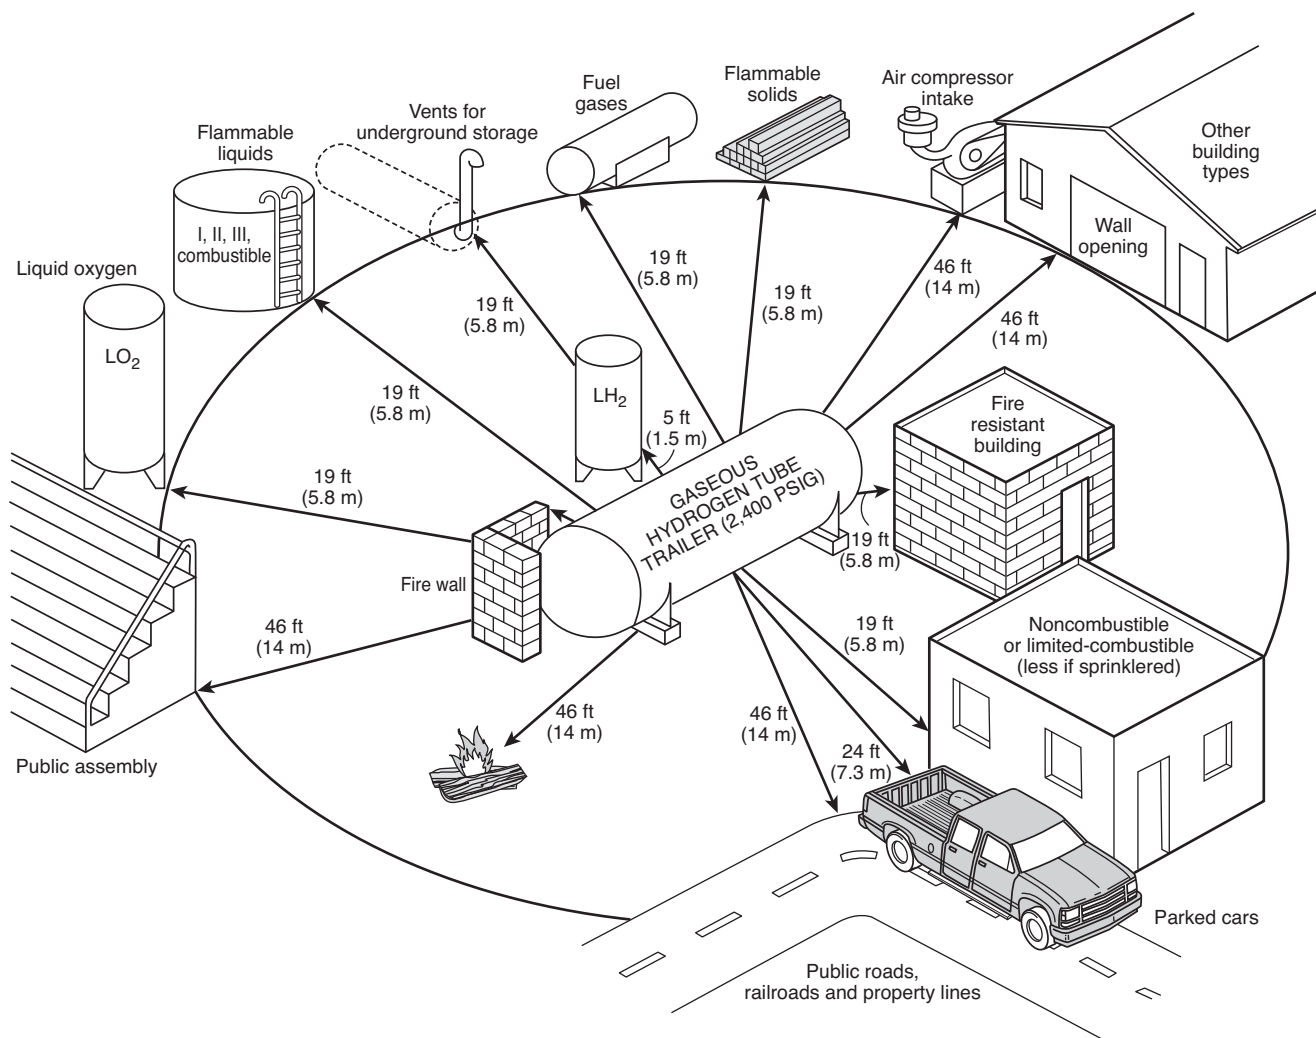 Fuel
gases
Flammable
solids
Air compressor
intake
Vents for
underground storage
Flammable
liquids
Other
building
types
I, II, III,
combustible
Wall
opening
Liquid oxygen
LO2
19 ft
(5.8 m)
19 ft
(5.8 m)
19 ft
(5.8 m)
46 ft
(14 m)
46 ft
(14 m)
LH2
19 ft
(5.8 m)
5 ft
(1.5 m)
Fire
resistant
building
19 ft
(5.8 m)
GASEOUS
HYDROGEN TUBE
TRAILER (2,400 PSIG)
19 ft
(5.8 m)
Fire wall
46 ft
(14 m)
19 ft
(5.8 m)
Noncombustible
or limited-combustible
(less if sprinklered)
46 ft
(14 m)
46 ft
(14 m)
24 ft
(7.3 m)
Public assembly
Parked cars
Public roads,
railroads and property lines